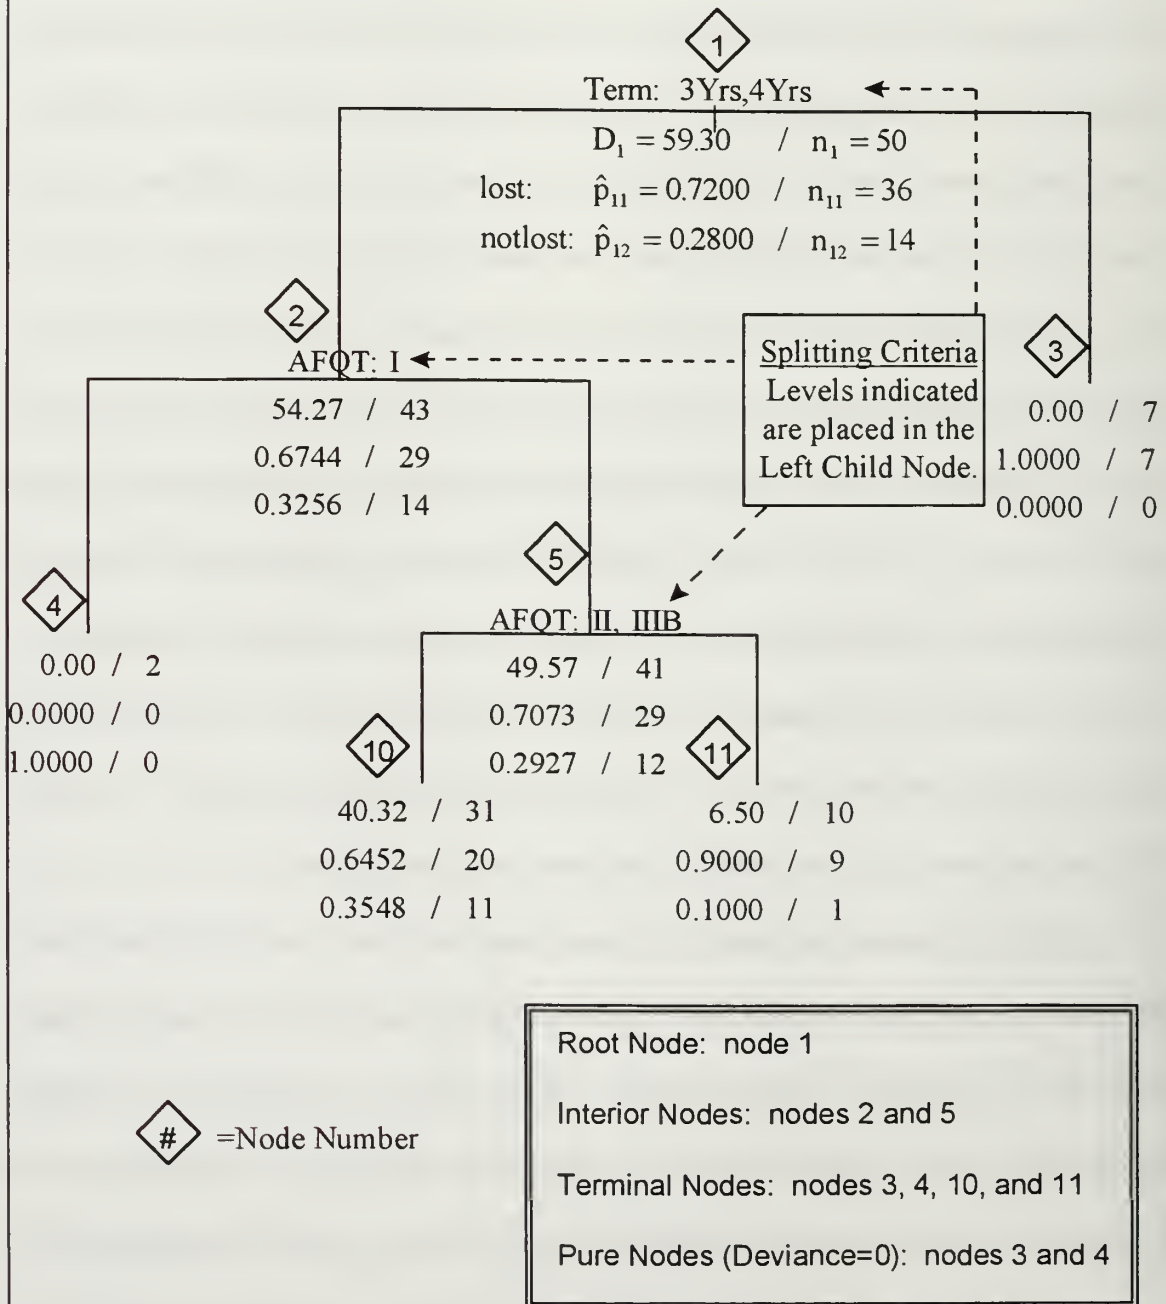 1
Term: 3Yrs,4Yrs
D₁ = 59.30 / n₁ = 50
lost: p̂₁₁ = 0.7200 / n₁₁ = 36
notlost: p̂₁₂ = 0.2800 / n₁₂ = 14
2
AFQT: I
54.27 / 43
0.6744 / 29
0.3256 / 14
Splitting Criteria
Levels indicated
are placed in the
Left Child Node.
3
0.00 / 7
1.0000 / 7
0.0000 / 0
4
0.00 / 2
0.0000 / 0
1.0000 / 0
5
AFQT: II, IIIB
49.57 / 41
0.7073 / 29
0.2927 / 12
10
40.32 / 31
0.6452 / 20
0.3548 / 11
11
6.50 / 10
0.9000 / 9
0.1000 / 1
# =Node Number
Root Node: node 1
Interior Nodes: nodes 2 and 5
Terminal Nodes: nodes 3, 4, 10, and 11
Pure Nodes (Deviance=0): nodes 3 and 4